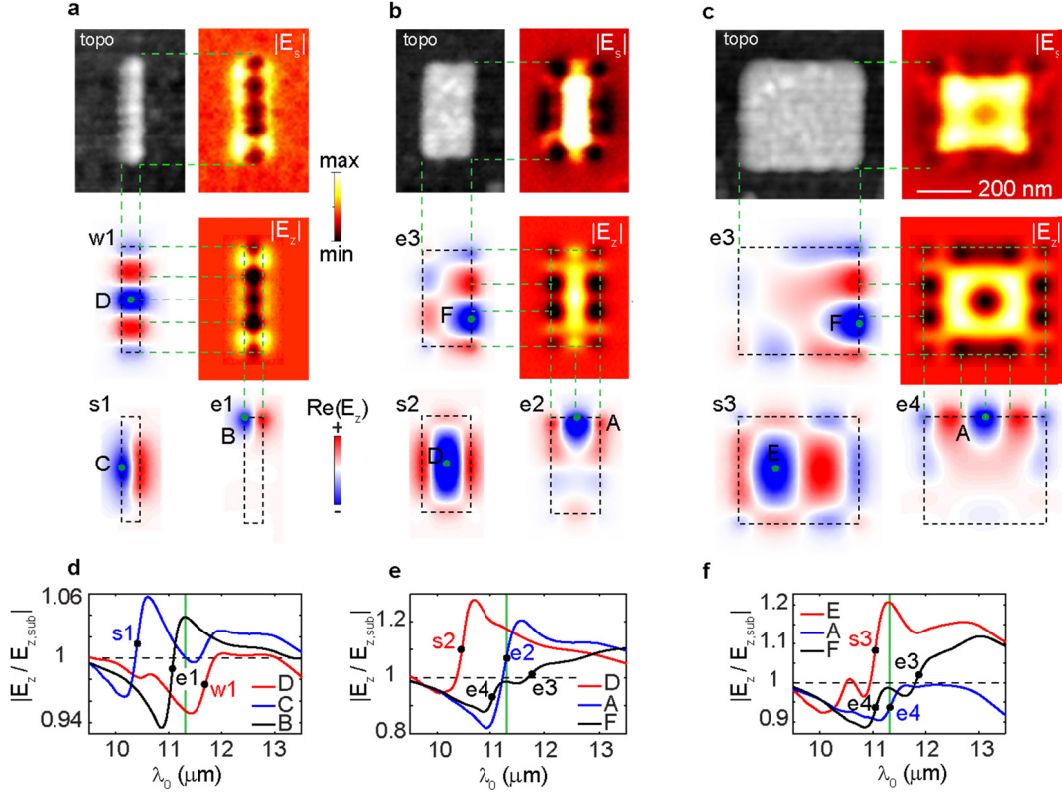 a
b
c
topo
|Es|
topo
|Es|
topo
|Es|
max
min
200 nm
w1
D
|Ez|
e3
F
|Ez|
e3
F
|Ez|
s1
C
e1
B
Re(Ez)
+
-
s2
D
e2
A
s3
E
e4
A
d
e
f
|Ez / Ez,sub|
1.06
1
0.94
s1
e1
w1
D
C
B
10 11 12 13
λ0 (μm)
|Ez / Ez,sub|
1.2
1.0
0.8
s2
e2
e4
e3
D
A
F
10 11 12 13
λ0 (μm)
|Ez / Ez,sub|
1.2
1.1
1
0.9
E
A
F
s3
e3
e4
e4
10 11 12 13
λ0 (μm)